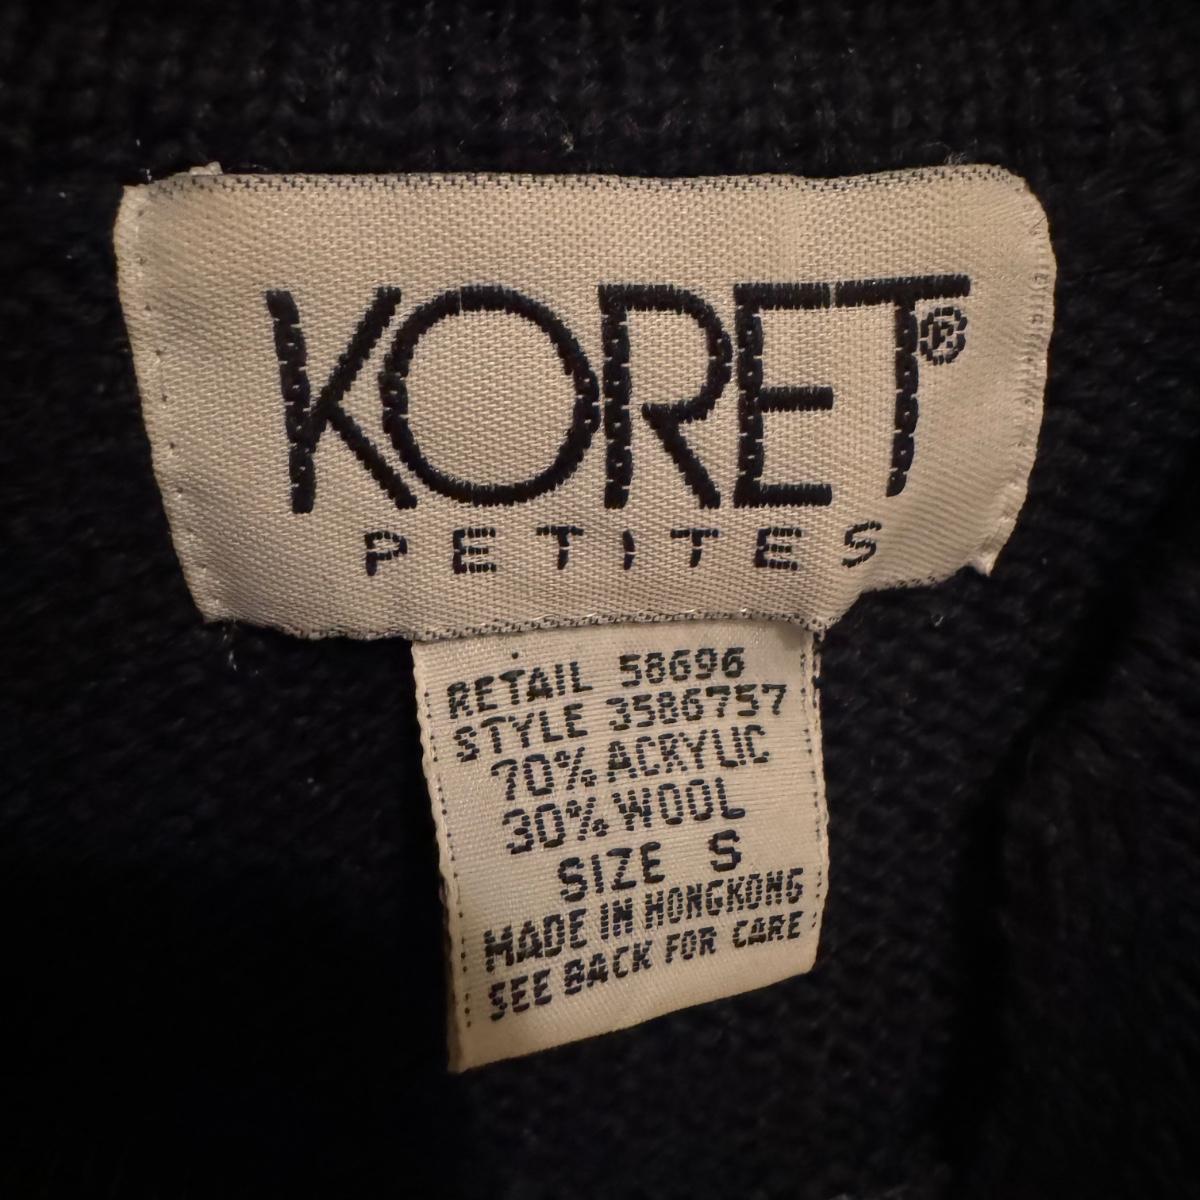 KORET®
PETITES
RETAIL 58696
STYLE 3586757
70% ACRYLIC
30% WOOL
SIZE S
MADE IN HONGKONG
SEE BACK FOR CARE